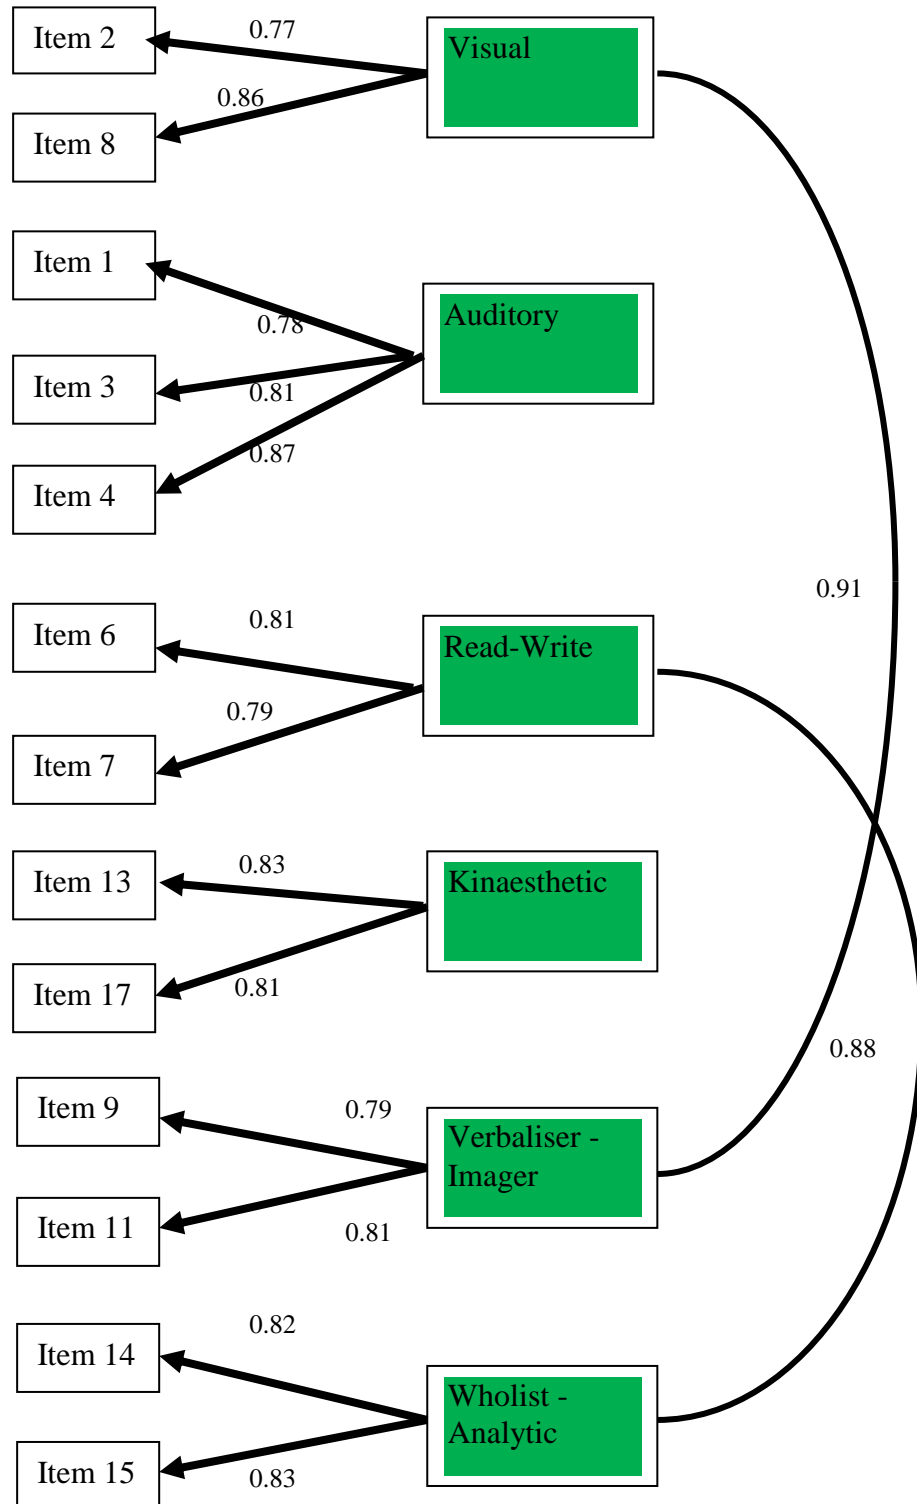 Item 2
0.77
Visual
0.86
Item 8
Item 1
0.78
Auditory
Item 3
0.81
0.87
Item 4
0.91
Item 6
0.81
Read-Write
0.79
Item 7
Item 13
0.83
Kinaesthetic
Item 17
0.81
0.88
Item 9
0.79
Verbaliser -
Imager
Item 11
0.81
Item 14
0.82
Wholist -
Analytic
Item 15
0.83